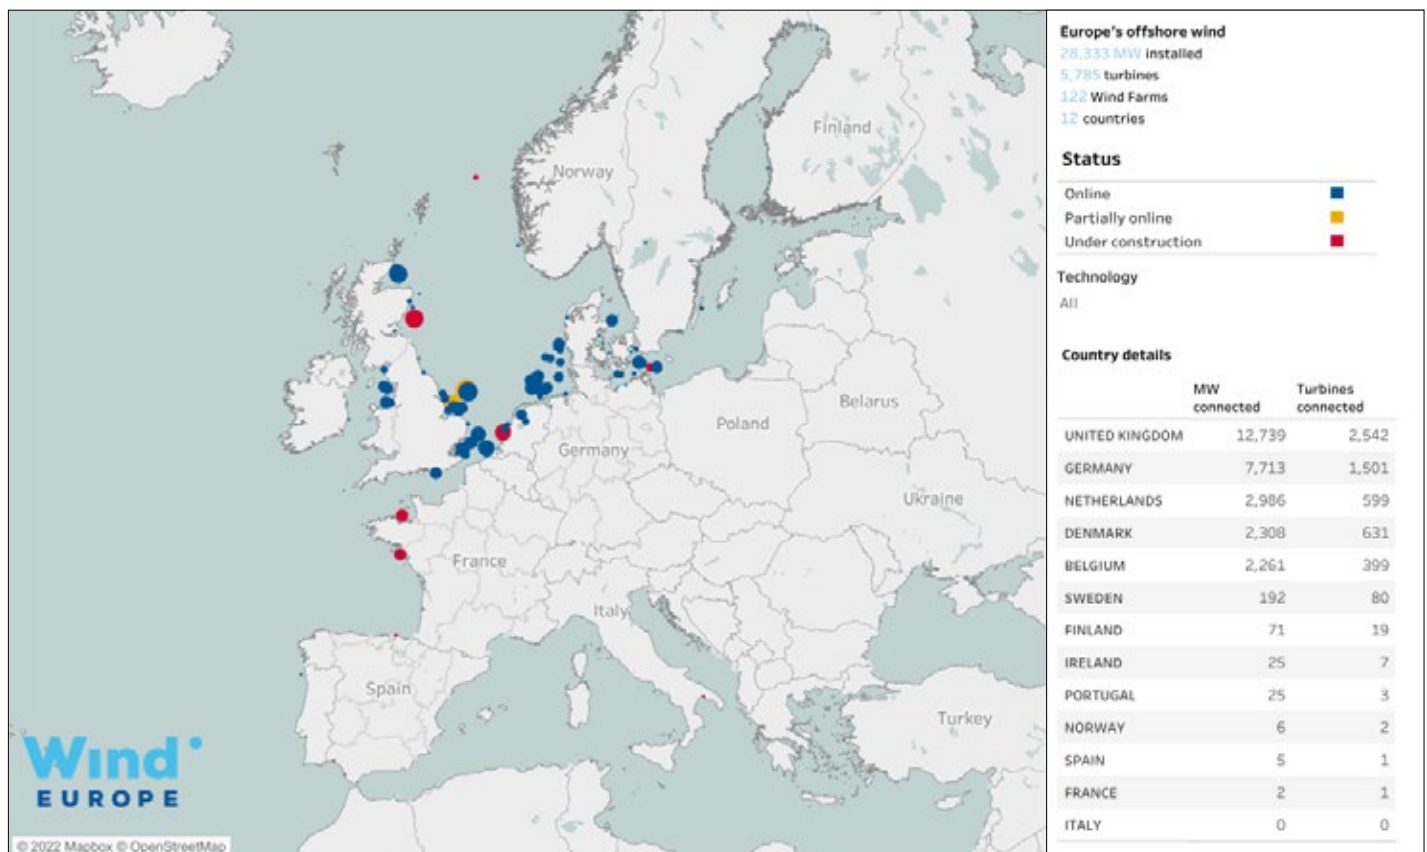 Finland
Norway
Belarus
Poland
Germany
Ukraine
France
Italy
Spain
Turkey
Wind
EUROPE
© 2022 Mapbox © OpenStreetMap
Europe's offshore wind
28,333 MW installed
5,785 turbines
122 Wind Farms
12 countries
Status
Online
Partially online
Under construction
Technology
All
Country details
MW connected Turbines connected
UNITED KINGDOM 12,739 2,542
GERMANY 7,713 1,501
NETHERLANDS 2,986 599
DENMARK 2,308 631
BELGIUM 2,261 399
SWEDEN 192 80
FINLAND 71 19
IRELAND 25 7
PORTUGAL 25 3
NORWAY 6 2
SPAIN 5 1
FRANCE 2 1
ITALY 0 0